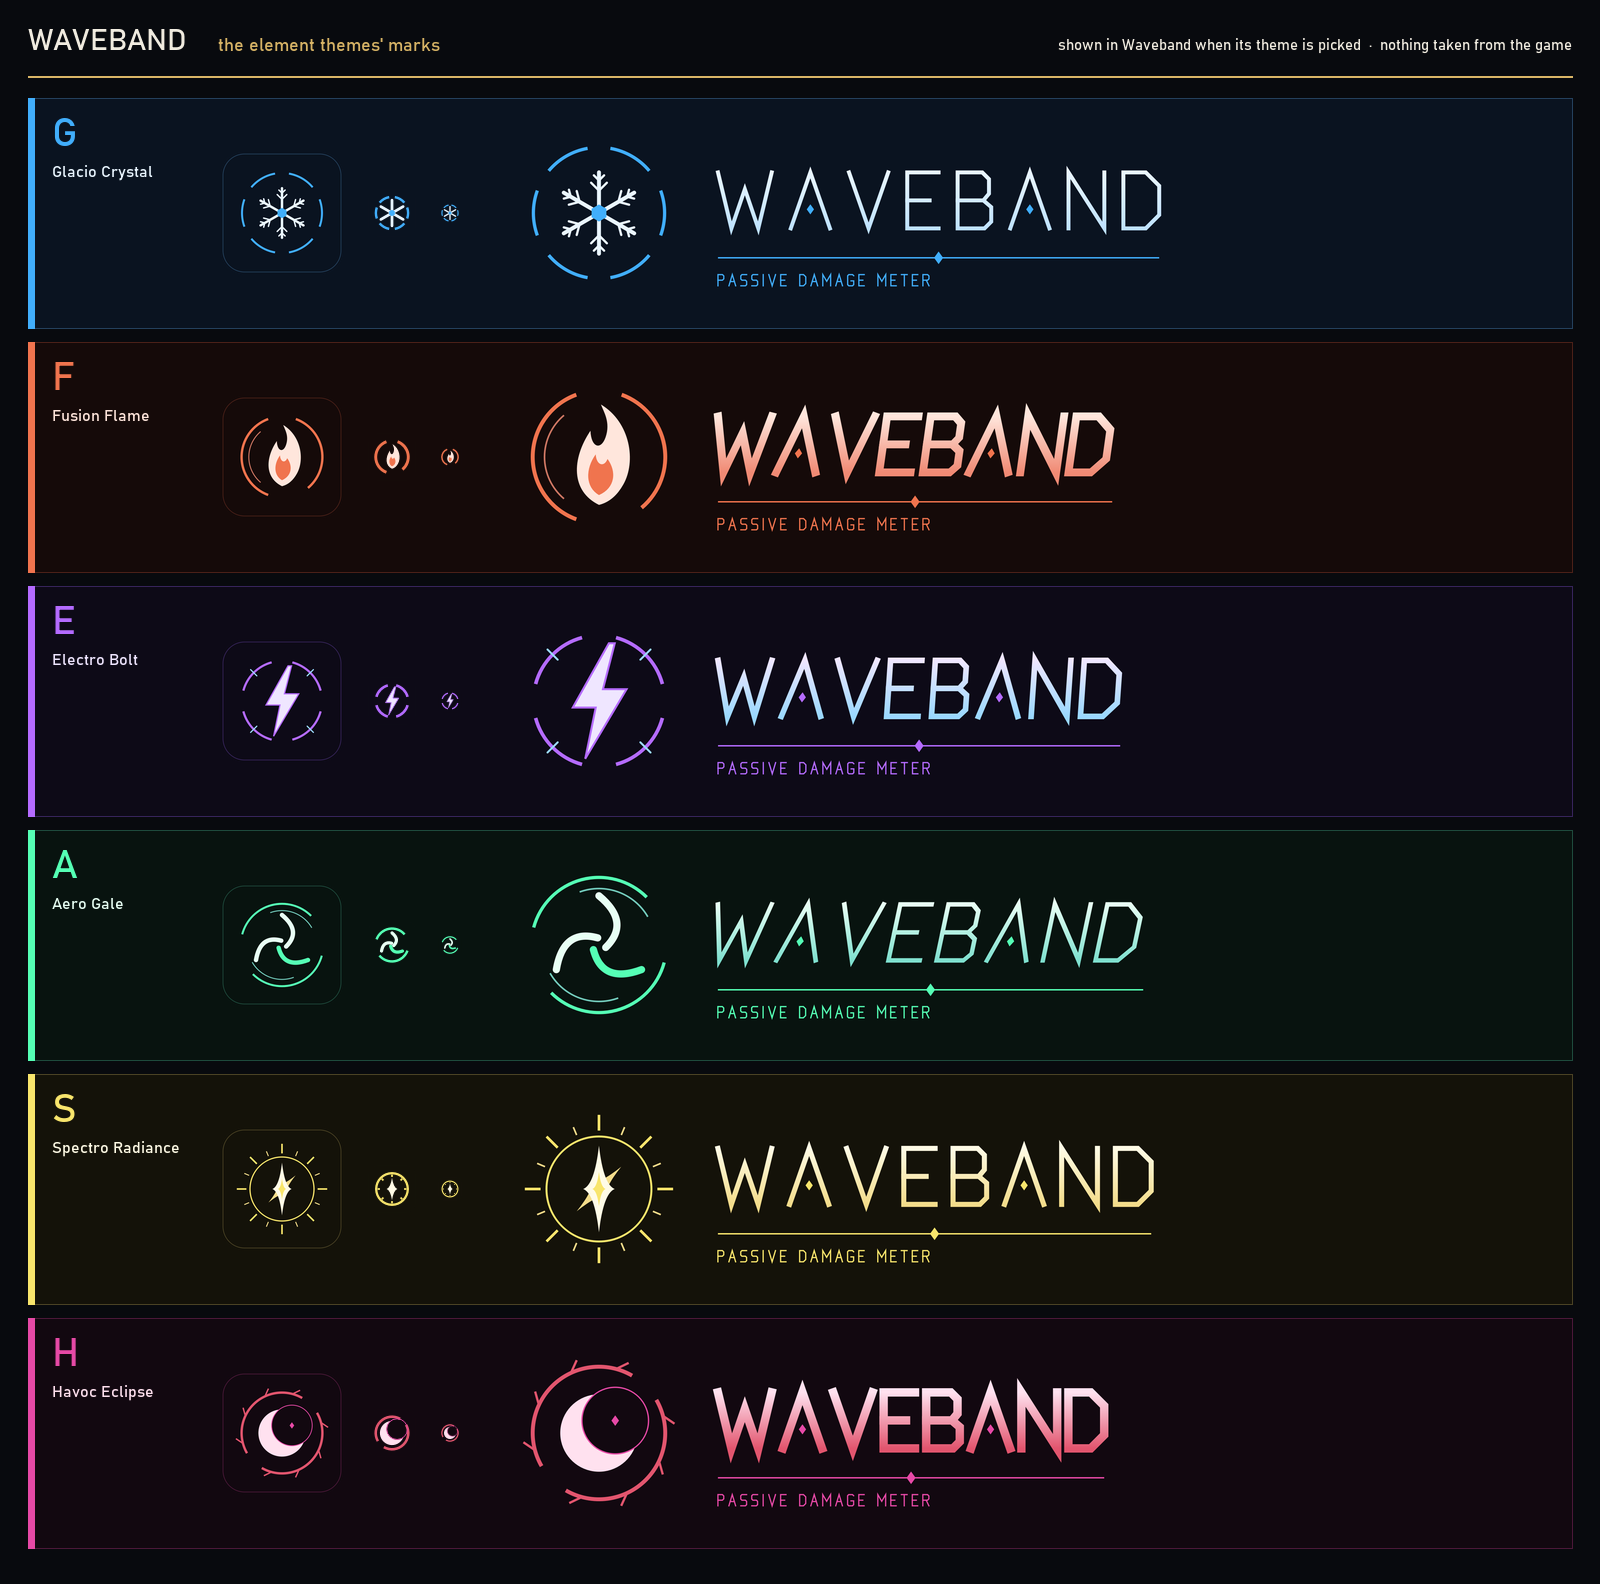 WAVEBAND the element themes' marks shown in Waveband when its theme is picked · nothing taken from the game
G
Glacio Crystal
WAVEBAND
PASSIVE DAMAGE METER
F
Fusion Flame
WAVEBAND
PASSIVE DAMAGE METER
E
Electro Bolt
WAVEBAND
PASSIVE DAMAGE METER
A
Aero Gale
WAVEBAND
PASSIVE DAMAGE METER
S
Spectro Radiance
WAVEBAND
PASSIVE DAMAGE METER
H
Havoc Eclipse
WAVEBAND
PASSIVE DAMAGE METER